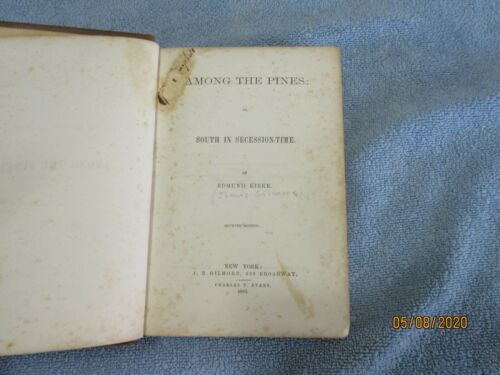 AMONG THE PINES:
OR,
SOUTH IN SECESSION-TIME.
BY
EDMUND KIRKE.
NEW YORK:
J. R. GILMORE, 532 BROADWAY.
CHARLES T. EVANS.
05/08/2020